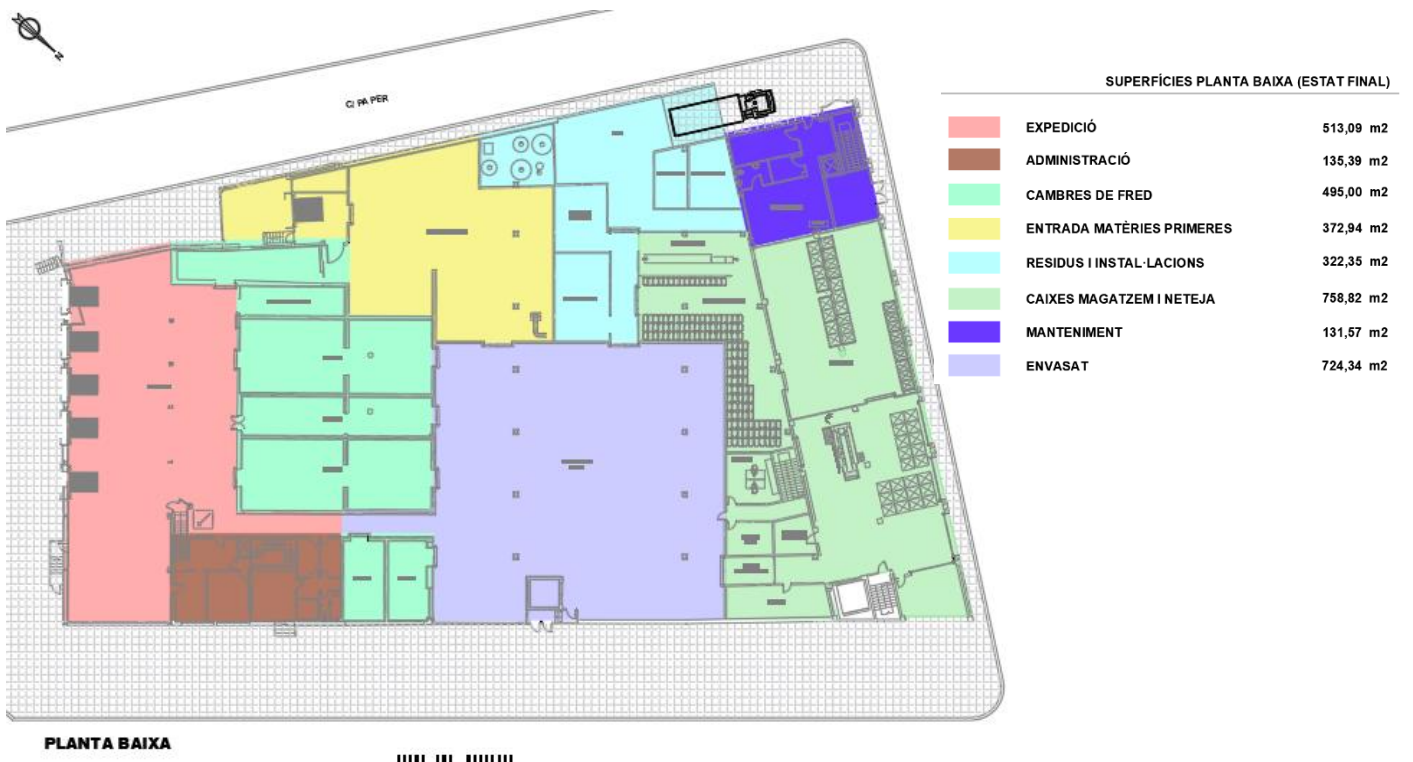 N
C/ PA PER
SUPERFÍCIES PLANTA BAIXA (ESTAT FINAL)
EXPEDICIÓ 513,09 m2
ADMINISTRACIÓ 135,39 m2
CAMBRES DE FRED 495,00 m2
ENTRADA MATÈRIES PRIMERES 372,94 m2
RESIDUS I INSTAL·LACIONS 322,35 m2
CAIXES MAGATZEM I NETEJA 758,82 m2
MANTENIMENT 131,57 m2
ENVASAT 724,34 m2
PLANTA BAIXA